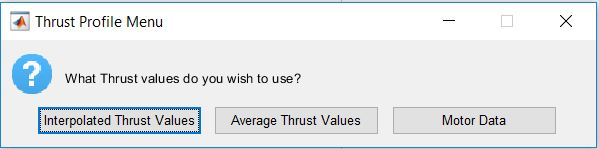 Thrust Profile Menu
?
What Thrust values do you wish to use?
Interpolated Thrust Values Average Thrust Values Motor Data